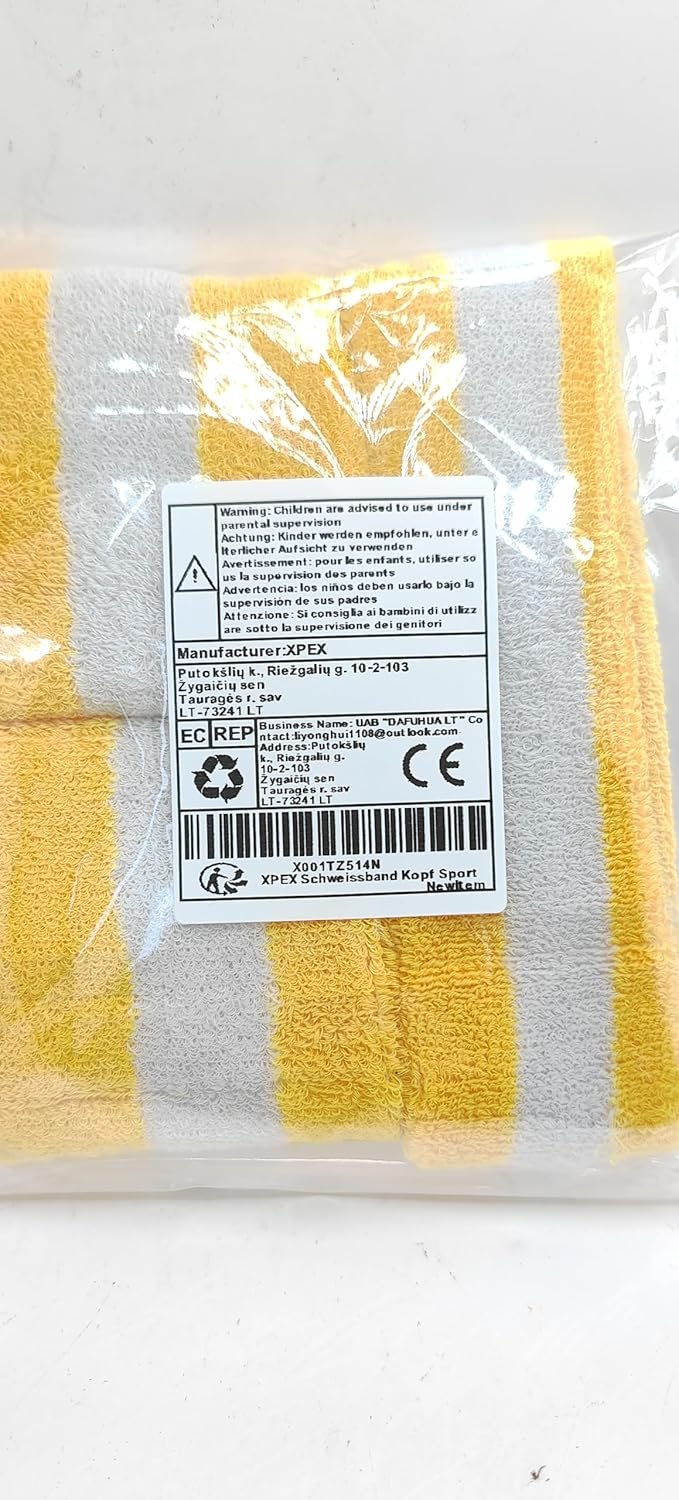 Warning: Children are advised to use under
parental supervision
Achtung: Kinder werden empfohlen, unter e
lterlicher Aufsicht zu verwenden
Avertissement: pour les enfants, utiliser so
us la supervision des parents
Advertencia: los niños deben usarlo bajo la
supervisión de sus padres
Attenzione: Si consiglia ai bambini di utilizz
are sotto la supervisione dei genitori
Manufacturer:XPEX
Putokšlių k., Riežgalių g. 10-2-103
Žygaičių sen
Tauragės r. sav
LT-73241 LT
EC REP
Business Name: UAB "DAFUHUA LT" Co
ntact:liyonghui1108@outlook.com
Address:Putokšlių
k., Riežgalių g.
10-2-103
Žygaičių sen
Tauragės r. sav
LT-73241 LT
CE
X001TZ514N
XPEX Schweissband Kopf Sport
NewItem